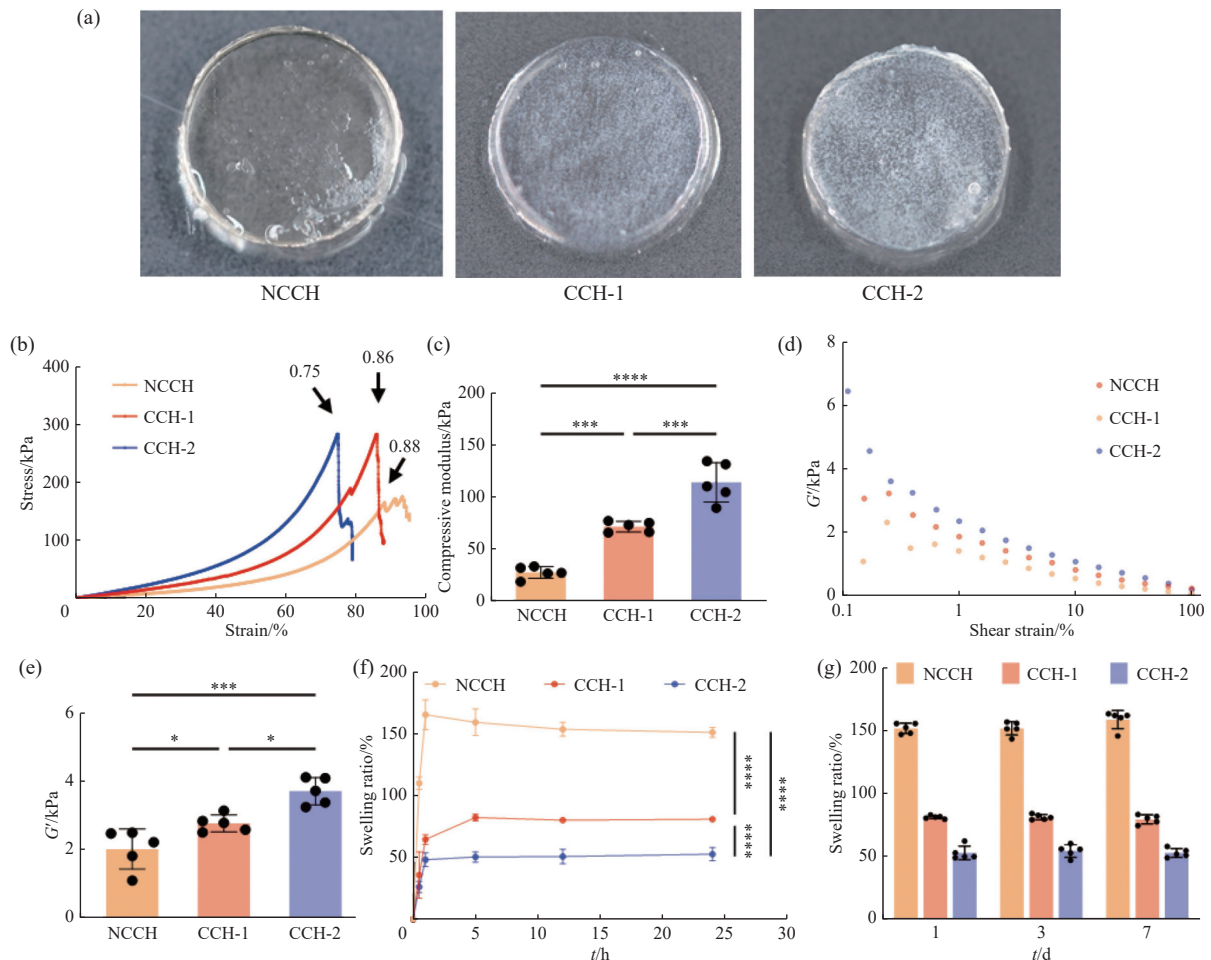 (a)
NCCH
CCH-1
CCH-2
(b)
400
300
200
100
0
Stress/kPa
NCCH
CCH-1
CCH-2
0.75
0.86
0.88
20
40
60
80
100
Strain/%
(c)
200
150
100
50
0
Compressive modulus/kPa
****
***
***
NCCH
CCH-1
CCH-2
(d)
8
6
4
2
0
G′/kPa
NCCH
CCH-1
CCH-2
0.1
1
10
100
Shear strain/%
(e)
6
4
2
0
G′/kPa
***
*
*
NCCH
CCH-1
CCH-2
(f)
200
150
100
50
0
Swelling ratio/%
NCCH
CCH-1
CCH-2
****
****
****
5
10
15
20
25
30
t/h
(g)
150
100
50
0
Swelling ratio/%
NCCH
CCH-1
CCH-2
1
3
7
t/d